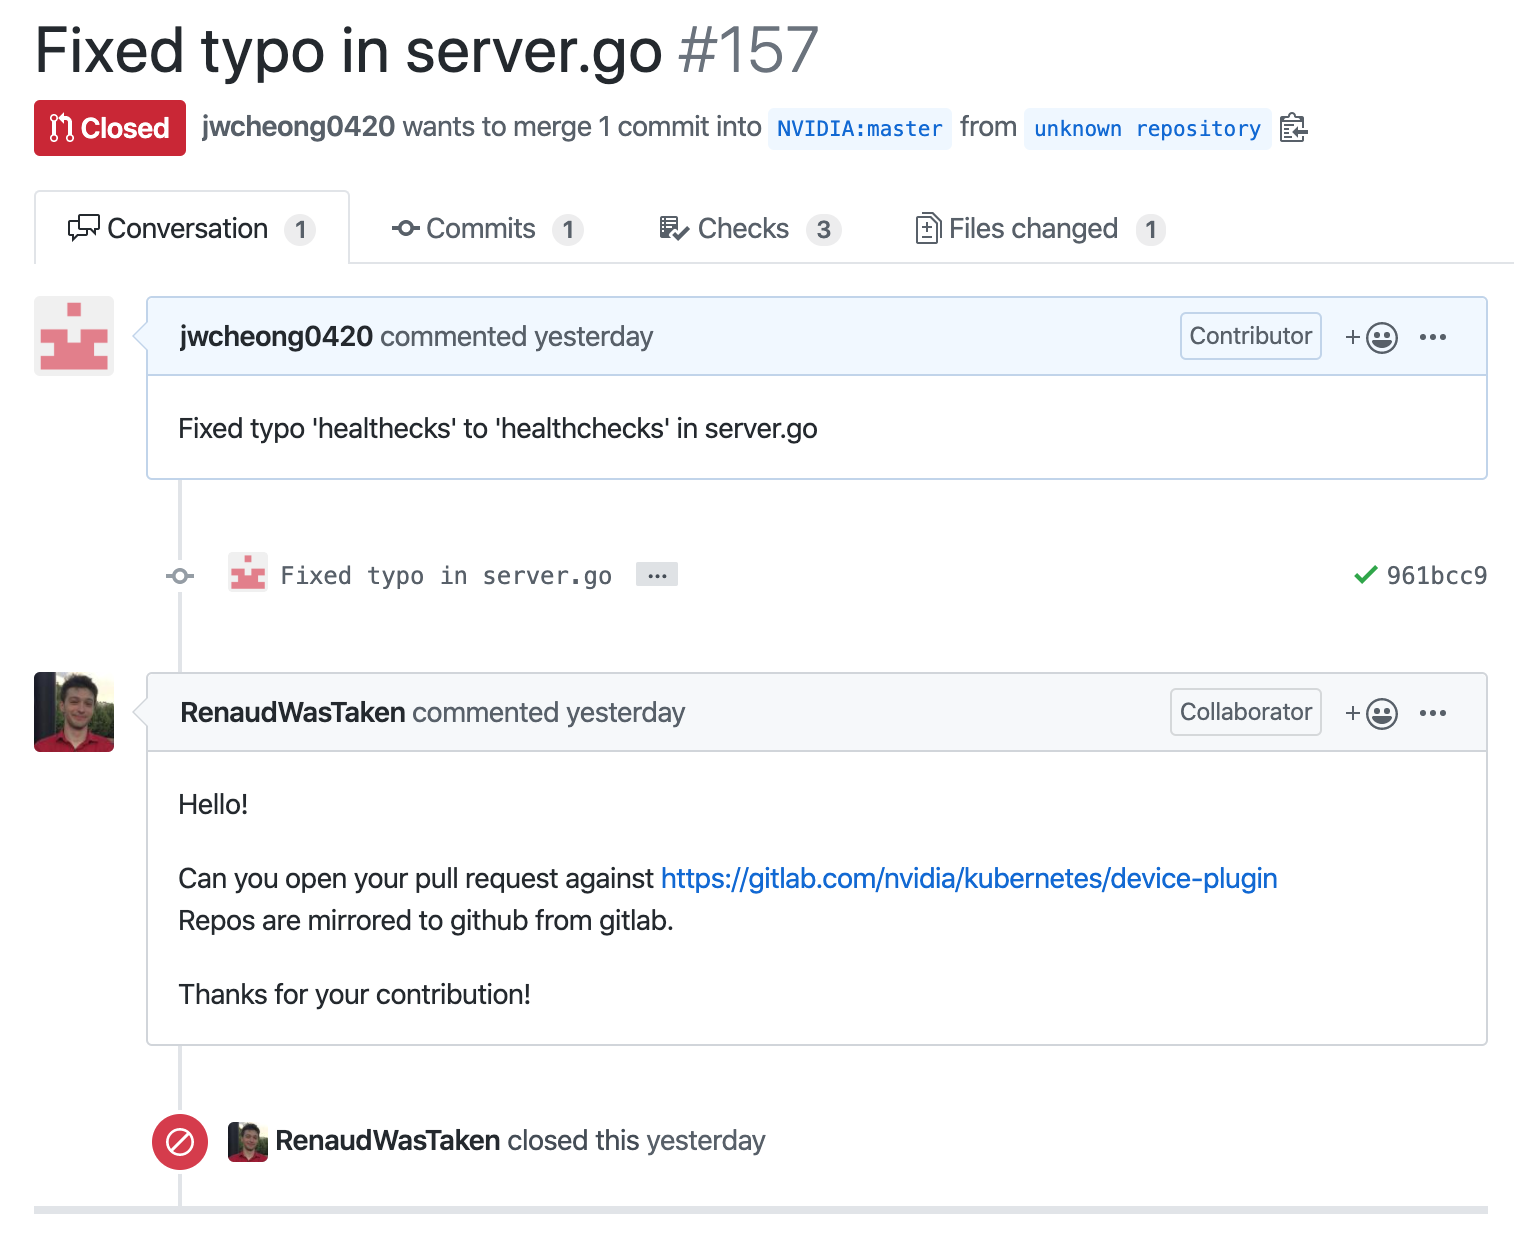 Fixed typo in server.go #157
Closed jwcheong0420 wants to merge 1 commit into NVIDIA:master from unknown repository
Conversation 1 Commits 1 Checks 3 Files changed 1
jwcheong0420 commented yesterday Contributor + ...
Fixed typo 'healthecks' to 'healthchecks' in server.go
Fixed typo in server.go ... 961bcc9
RenaudWasTaken commented yesterday Collaborator + ...
Hello!
Can you open your pull request against https://gitlab.com/nvidia/kubernetes/device-plugin
Repos are mirrored to github from gitlab.
Thanks for your contribution!
RenaudWasTaken closed this yesterday